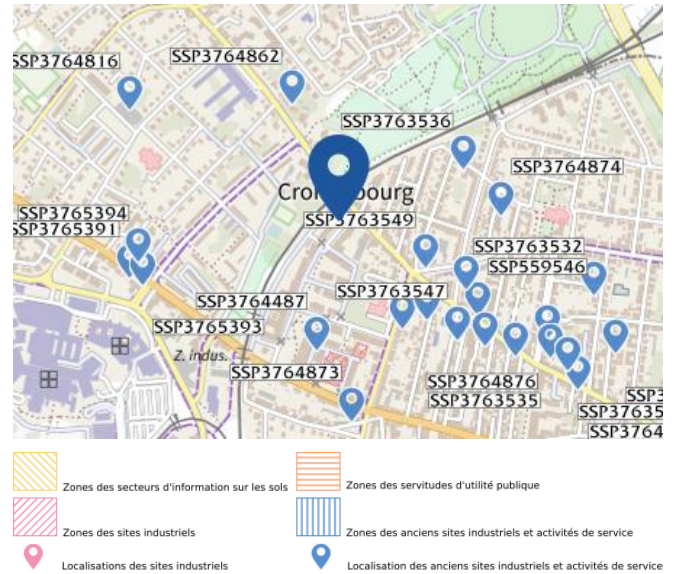 SSP3764816
SSP3764862
SSP3763536
SSP3764874
SSP3765394
SSP3763549
SSP3765391
SSP3763532
SSP559546
SSP3764487
SSP3763547
SSP3765393
Z. indus.
SSP3764873
SSP3764876
SSP3763535
Zones des secteurs d'information sur les sols
Zones des servitudes d'utilité publique
Zones des sites industriels
Zones des anciens sites industriels et activités de service
Localisations des sites industriels
Localisation des anciens sites industriels et activités de service